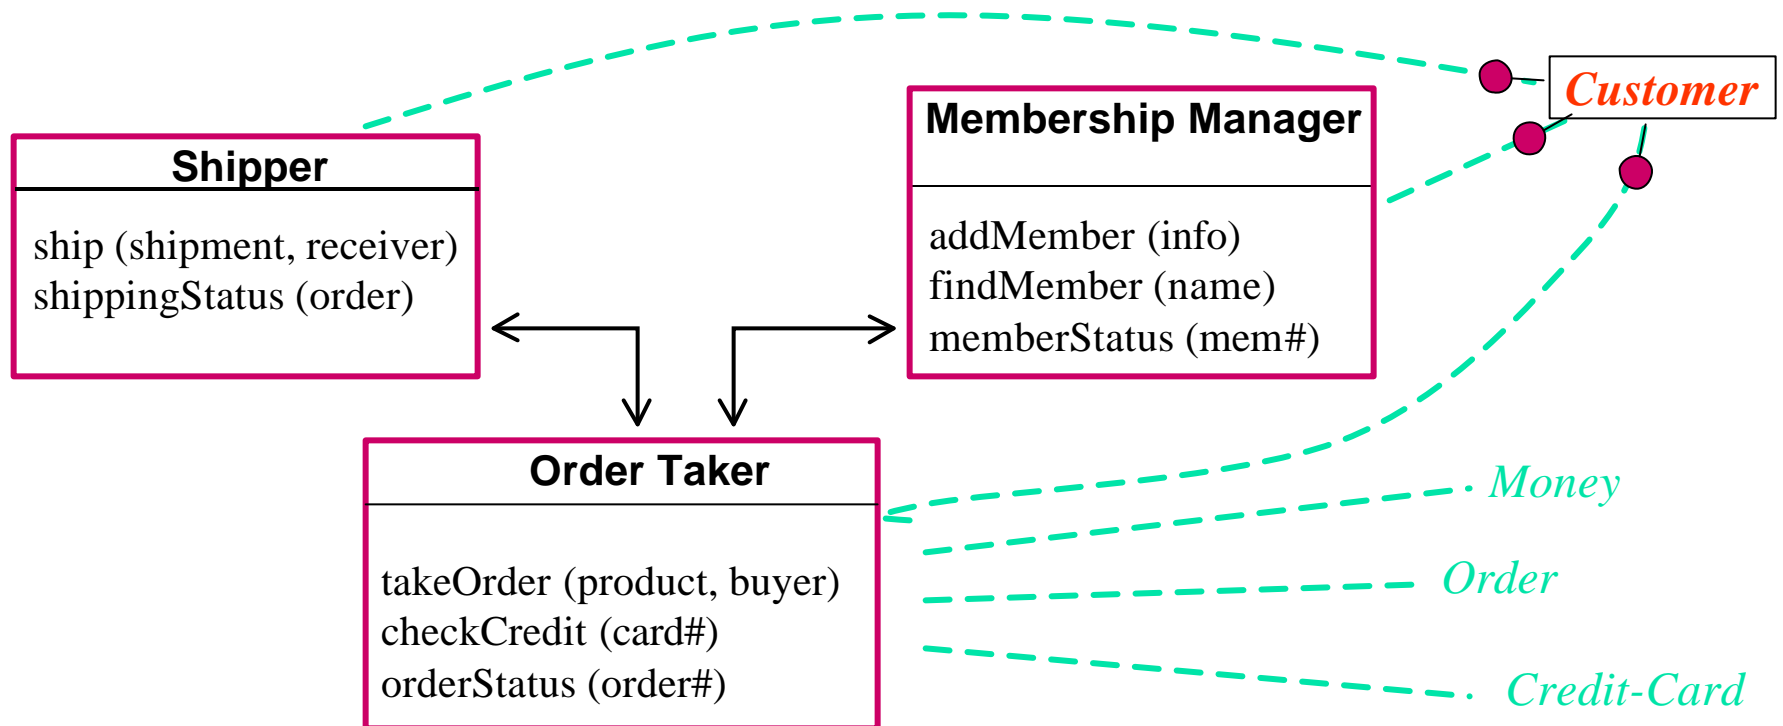 Customer
Membership Manager
addMember (info)
findMember (name)
memberStatus (mem#)
Shipper
ship (shipment, receiver)
shippingStatus (order)
Order Taker
takeOrder (product, buyer)
checkCredit (card#)
orderStatus (order#)
Money
Order
Credit-Card